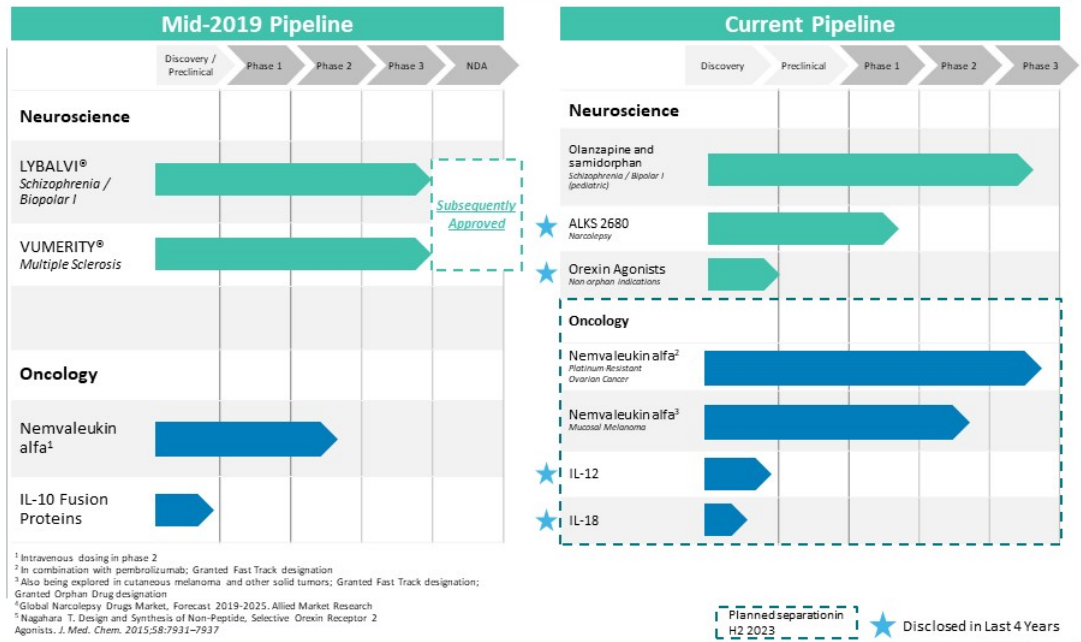 Mid-2019 Pipeline
Discovery /
Preclinical
Phase 1
Phase 2
Phase 3
NDA
Neuroscience
LYBALVI®
Schizophrenia /
Biopolar I
Subsequently
Approved
VUMERITY®
Multiple Sclerosis
Oncology
Nemvaleukin
alfa¹
IL-10 Fusion
Proteins
¹ Intravenous dosing in phase 2
² In combination with pembrolizumab; Granted Fast Track designation
³ Also being explored in cutaneous melanoma and other solid tumors; Granted Fast Track designation;
Granted Orphan Drug designation
⁴ Global Narcolepsy Drugs Market, Forecast 2019-2025. Allied Market Research
⁵ Nagahara T. Design and Synthesis of Non-Peptide, Selective Orexin Receptor 2
Agonists. J. Med. Chem. 2015;58:7931–7937
Current Pipeline
Discovery
Preclinical
Phase 1
Phase 2
Phase 3
Neuroscience
Olanzapine and
samidorphan
Schizophrenia / Bipolar I
(pediatric)
ALKS 2680
Narcolepsy
Orexin Agonists
Non orphan indications
Oncology
Nemvaleukin alfa²
Platinum Resistant
Ovarian Cancer
Nemvaleukin alfa³
Mucosal Melanoma
IL-12
IL-18
Planned separation in
H2 2023
Disclosed in Last 4 Years